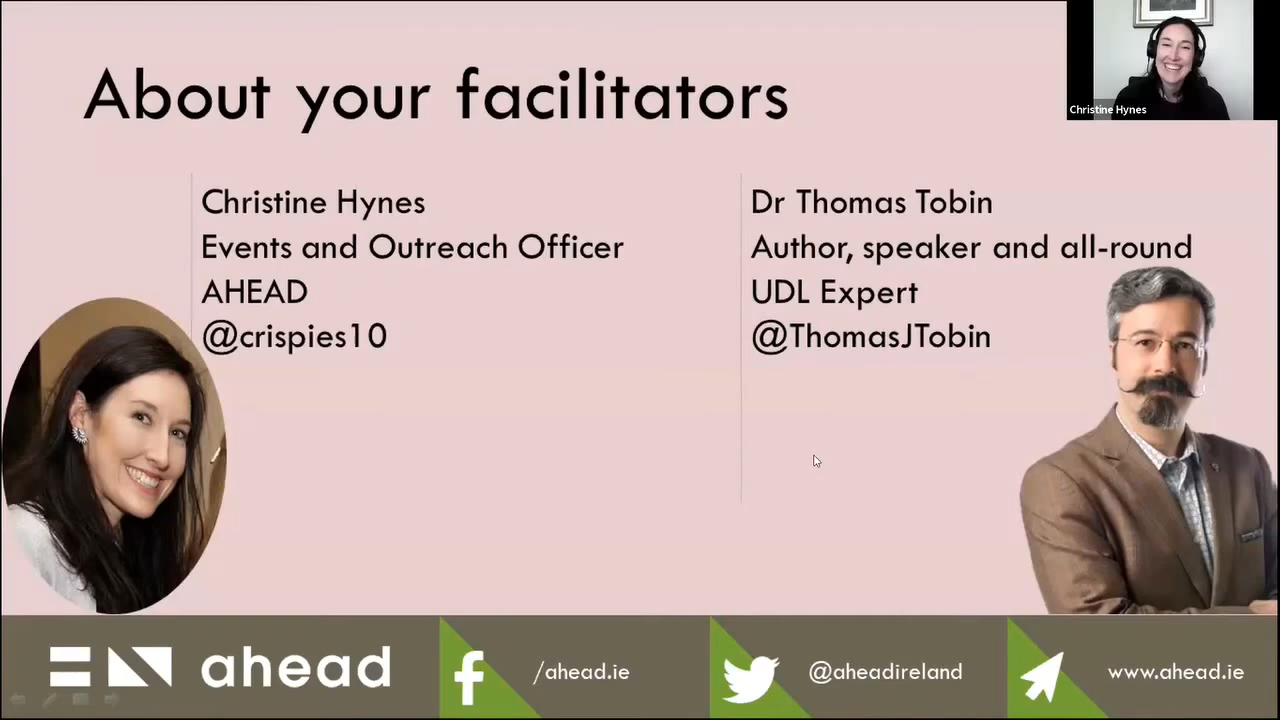 About your facilitators
Christine Hynes
Christine Hynes
Events and Outreach Officer
AHEAD
@crispies10
Dr Thomas Tobin
Author, speaker and all-round
UDL Expert
@ThomasJTobin
ahead
/ahead.ie
@aheadireland
www.ahead.ie